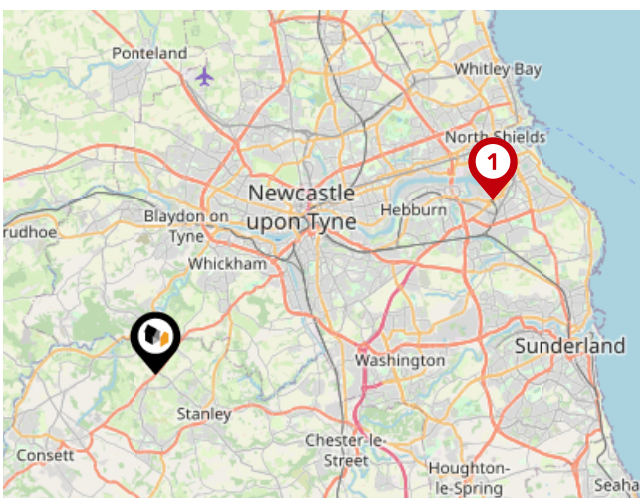 Ponteland
Whitley Bay
North Shields
1
Newcastle
upon Tyne
Hebburn
Blaydon on
Tyne
rudhoe
Whickham
Sunderland
Washington
Stanley
Chester-le-
Street
Consett
Houghton-
le-Spring
Seaha